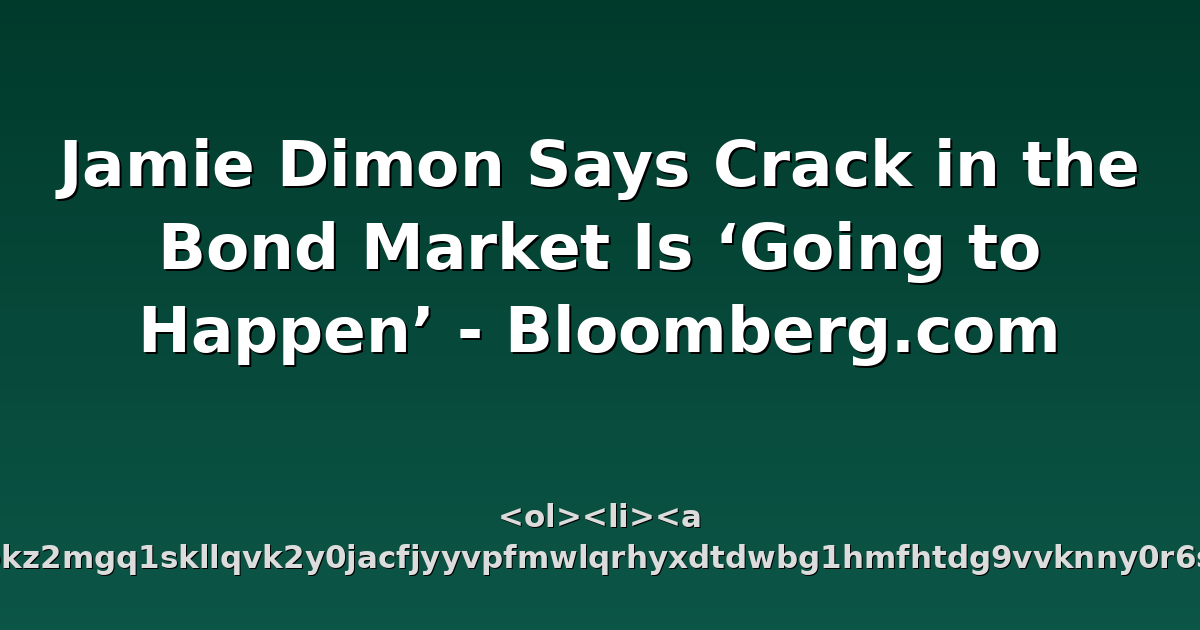 Jamie Dimon Says Crack in the
Bond Market Is ‘Going to
Happen’ - Bloomberg.com
<ol><li><a
kz2mgq1skllqvk2y0jacfjyyvpfmwlqrhyxdtdwbg1hmfhtdg9vvknny0r6s